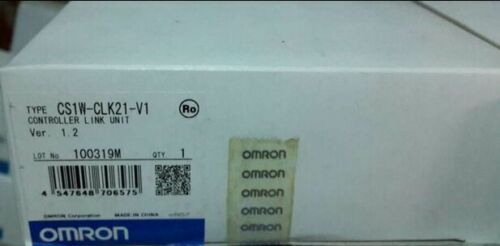 TYPE CS1W-CLK21-V1 Ro
CONTROLLER LINK UNIT
Ver. 1.2
LOT No 100319M QTY 1
4 547648 706575
OMRON Corporation MADE IN CHINA
OMRON
OMRON
OMRON
OMRON
OMRON
OMRON